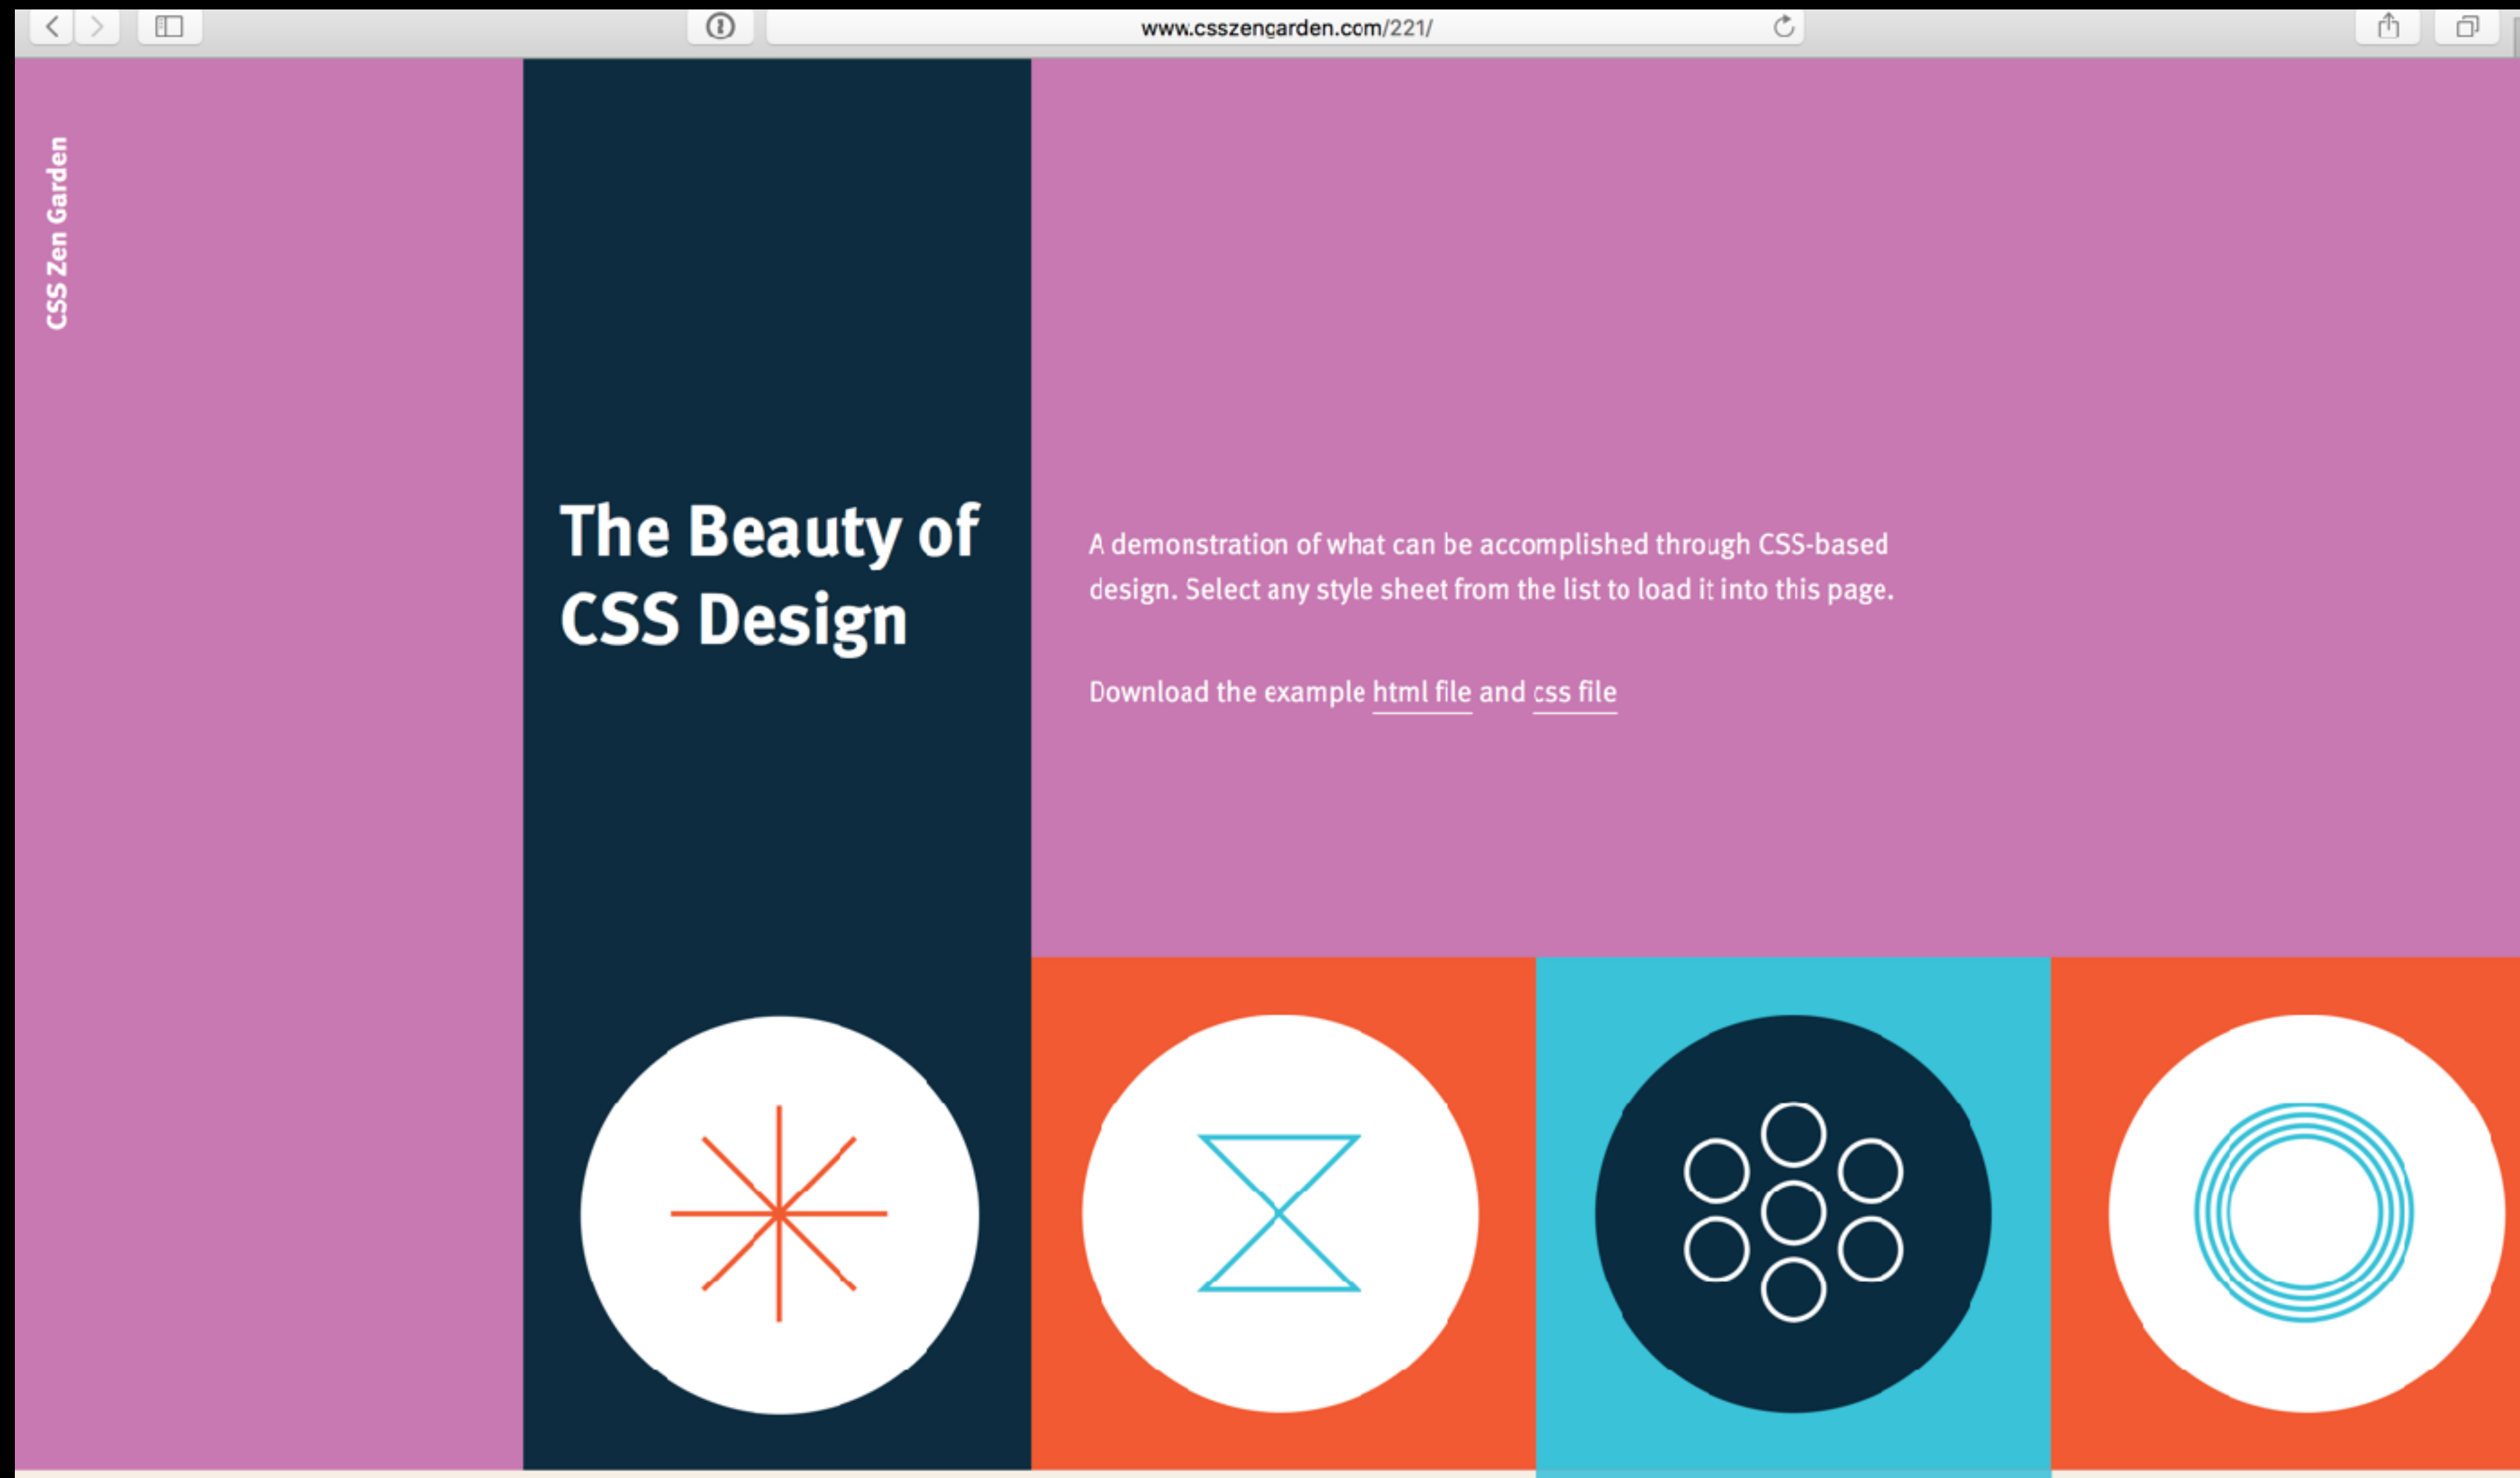 www.csszengarden.com/221/
CSS Zen Garden
The Beauty of
CSS Design
A demonstration of what can be accomplished through CSS-based
design. Select any style sheet from the list to load it into this page.
Download the example html file and css file